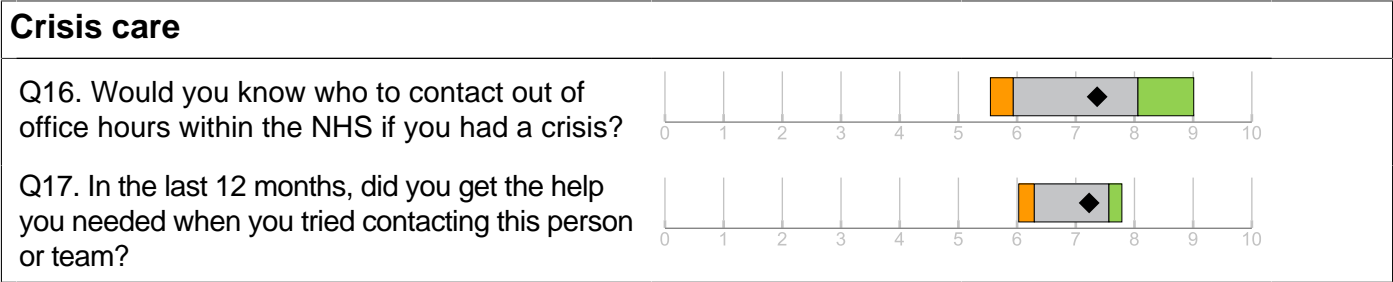 Crisis care
Q16. Would you know who to contact out of
office hours within the NHS if you had a crisis?
0 1 2 3 4 5 6 7 8 9 10
Q17. In the last 12 months, did you get the help
you needed when you tried contacting this person
or team?
0 1 2 3 4 5 6 7 8 9 10